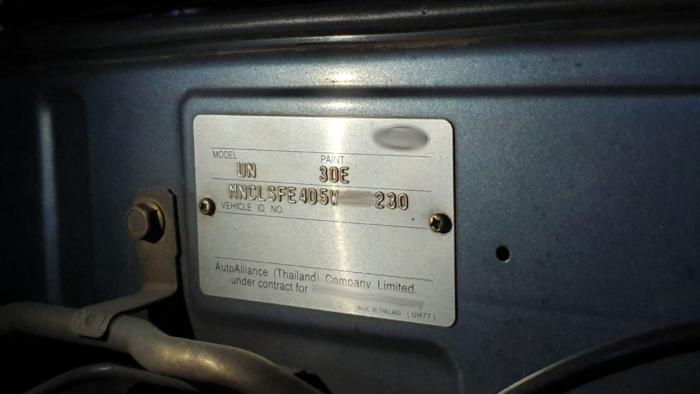 MODEL PAINT
UN 30E
MNCLSFE405W 230
VEHICLE ID. NO.
AutoAlliance (Thailand) Company Limited
under contract for
MADE IN THAILAND (UH77)